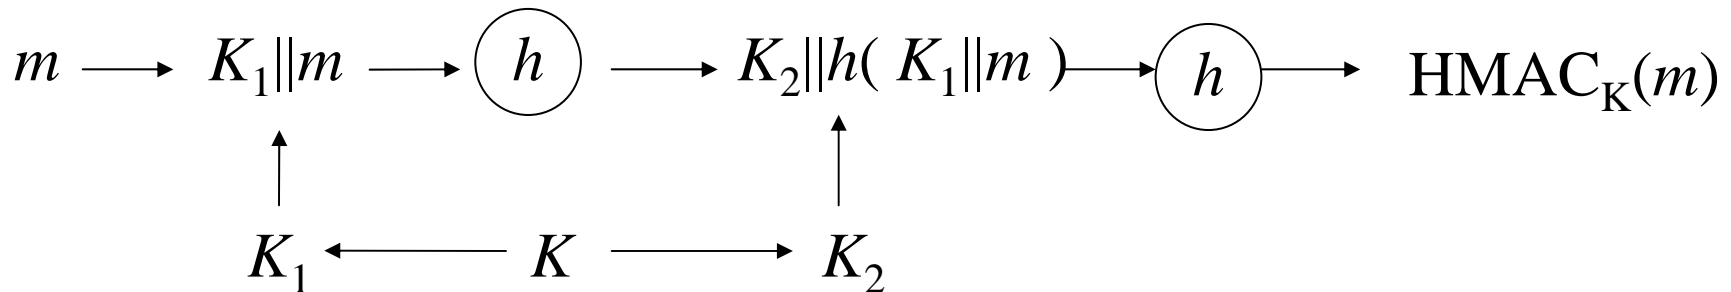 m K₁||m h K₂||h( K₁||m ) h HMAC_K(m)
K₁ K K₂